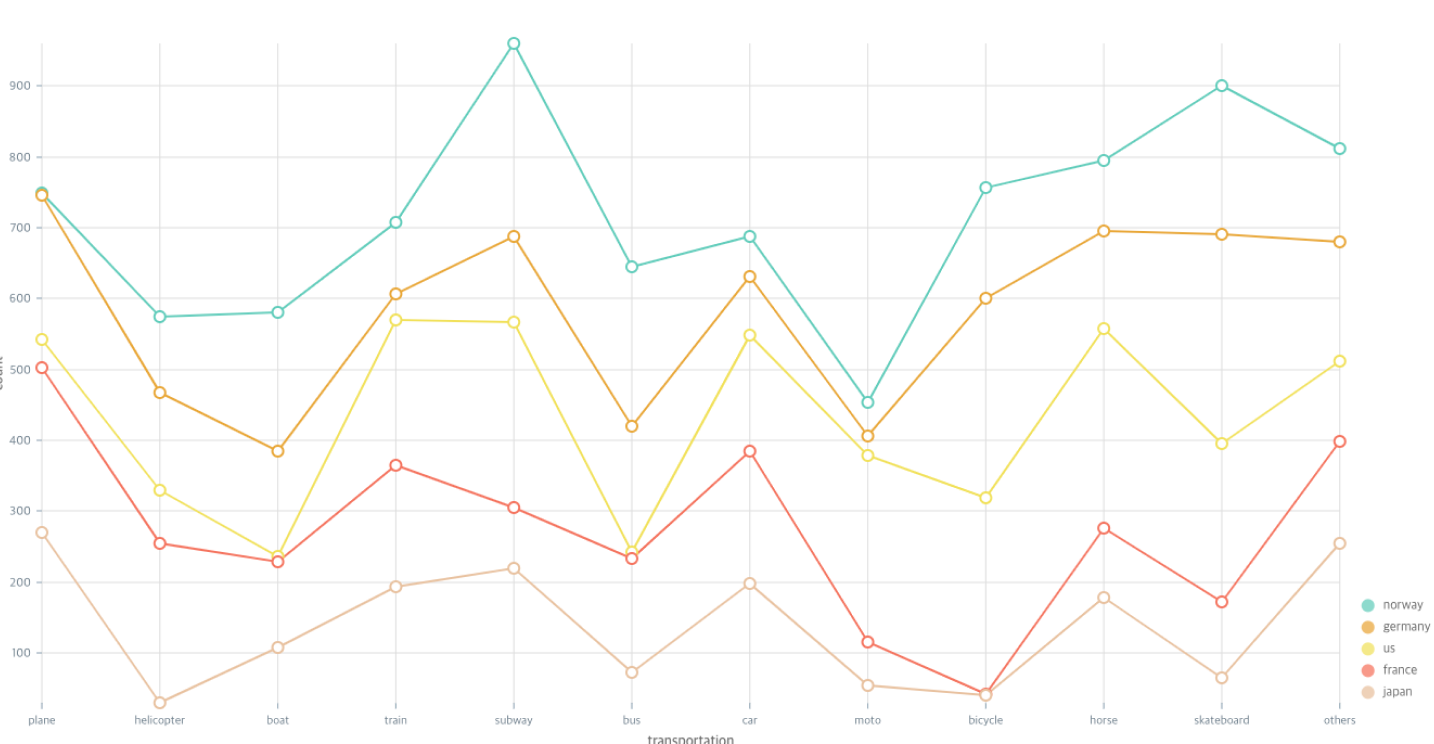 900
800
700
600
500
400
300
200
100
plane helicopter boat train subway bus car moto bicycle horse skateboard others
transportation
norway
germany
us
france
japan